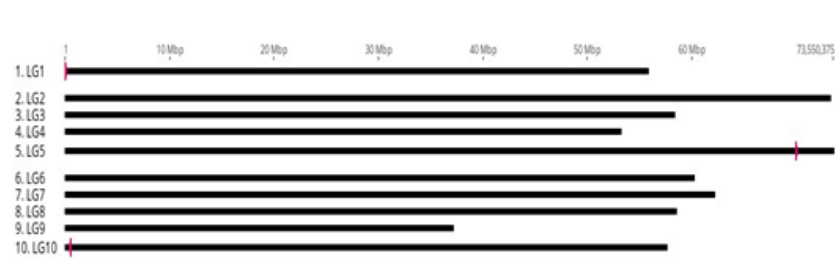 1 10 Mbp 20 Mbp 30 Mbp 40 Mbp 50 Mbp 60 Mbp 73,550,375
1. LG1
2. LG2
3. LG3
4. LG4
5. LG5
6. LG6
7. LG7
8. LG8
9. LG9
10. LG10